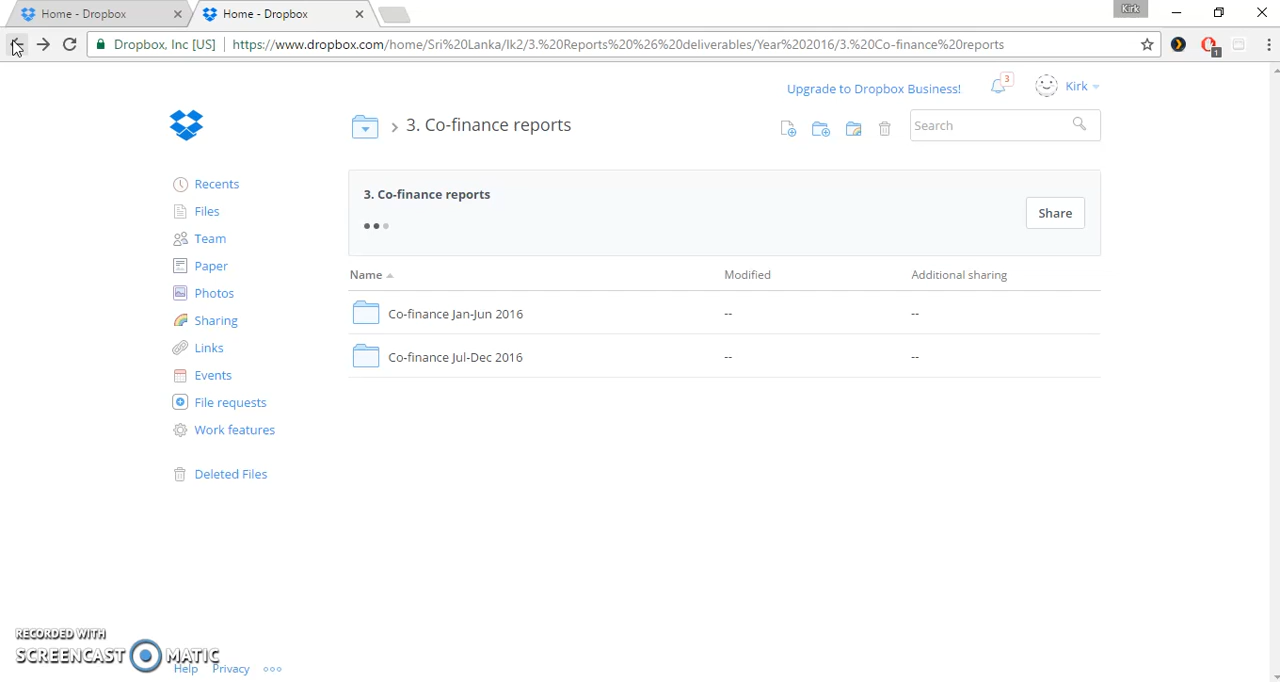 Home - Dropbox
Home - Dropbox
Kirk
Dropbox, Inc [US]
https://www.dropbox.com/home/Sri%20Lanka/Ik2/3.%20Reports%20%26%20deliverables/Year%202016/3.%20Co-finance%20reports
1
Upgrade to Dropbox Business!
3
Kirk
3. Co-finance reports
Search
Recents
Files
Team
Paper
Photos
Sharing
Links
Events
File requests
Work features
Deleted Files
3. Co-finance reports
Share
Name Modified Additional sharing
Co-finance Jan-Jun 2016 -- --
Co-finance Jul-Dec 2016 -- --
RECORDED WITH
SCREENCAST MATIC
Help Privacy